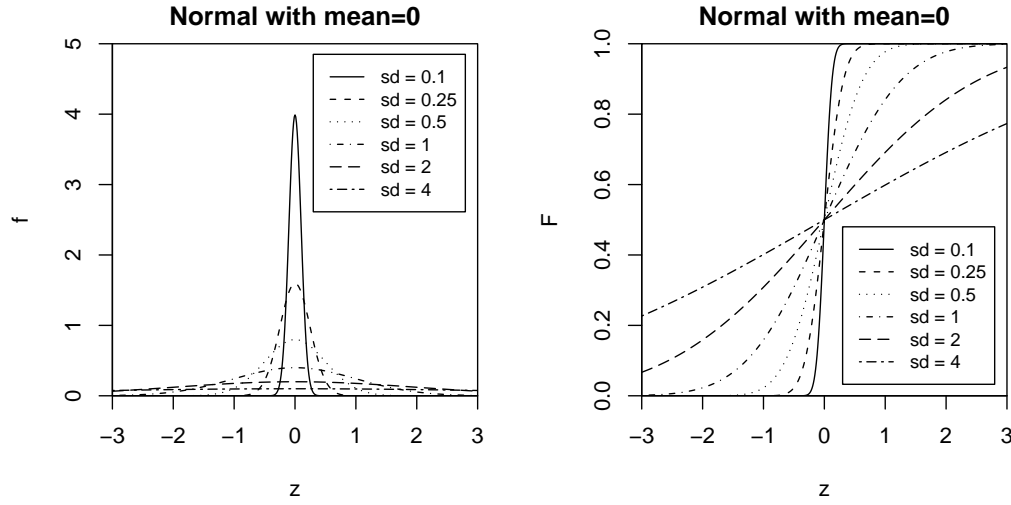 Normal with mean=0
5
4
3
2
1
0
f
sd = 0.1
sd = 0.25
sd = 0.5
sd = 1
sd = 2
sd = 4
−3 −2 −1 0 1 2 3
z
Normal with mean=0
1.0
0.8
0.6
0.4
0.2
0.0
F
sd = 0.1
sd = 0.25
sd = 0.5
sd = 1
sd = 2
sd = 4
−3 −2 −1 0 1 2 3
z